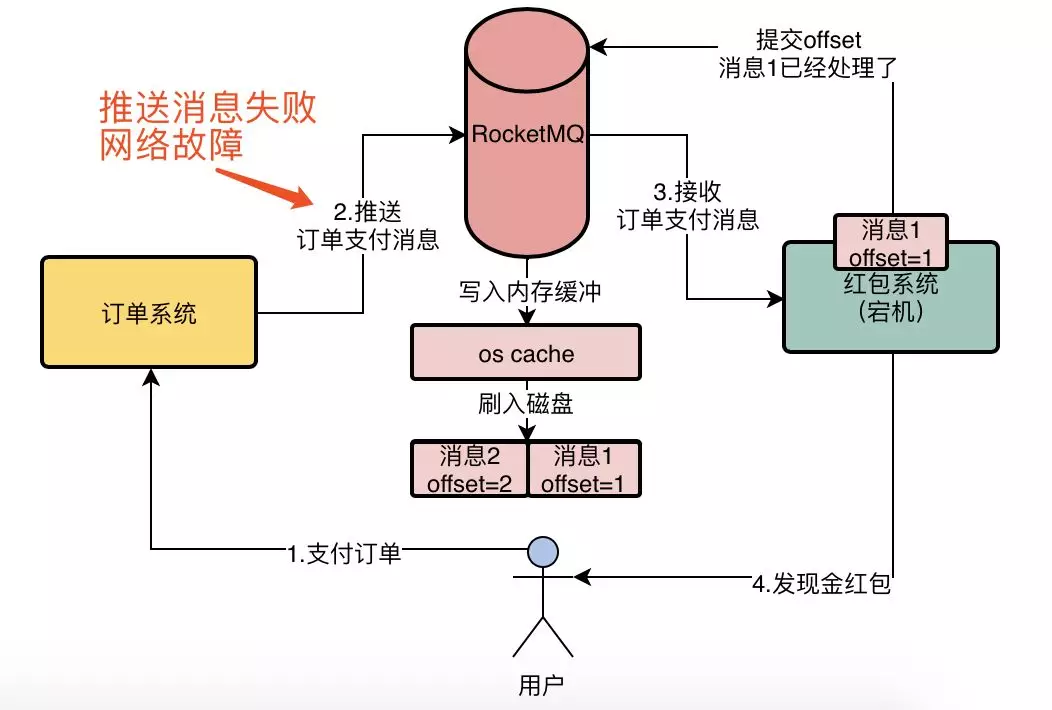 提交offset
消息1已经处理了
推送消息失败
网络故障
RocketMQ
2.推送
订单支付消息
3.接收
订单支付消息
消息1
offset=1
红包系统
（宕机）
订单系统
写入内存缓冲
os cache
刷入磁盘
消息2
offset=2
消息1
offset=1
1.支付订单
4.发现金红包
用户